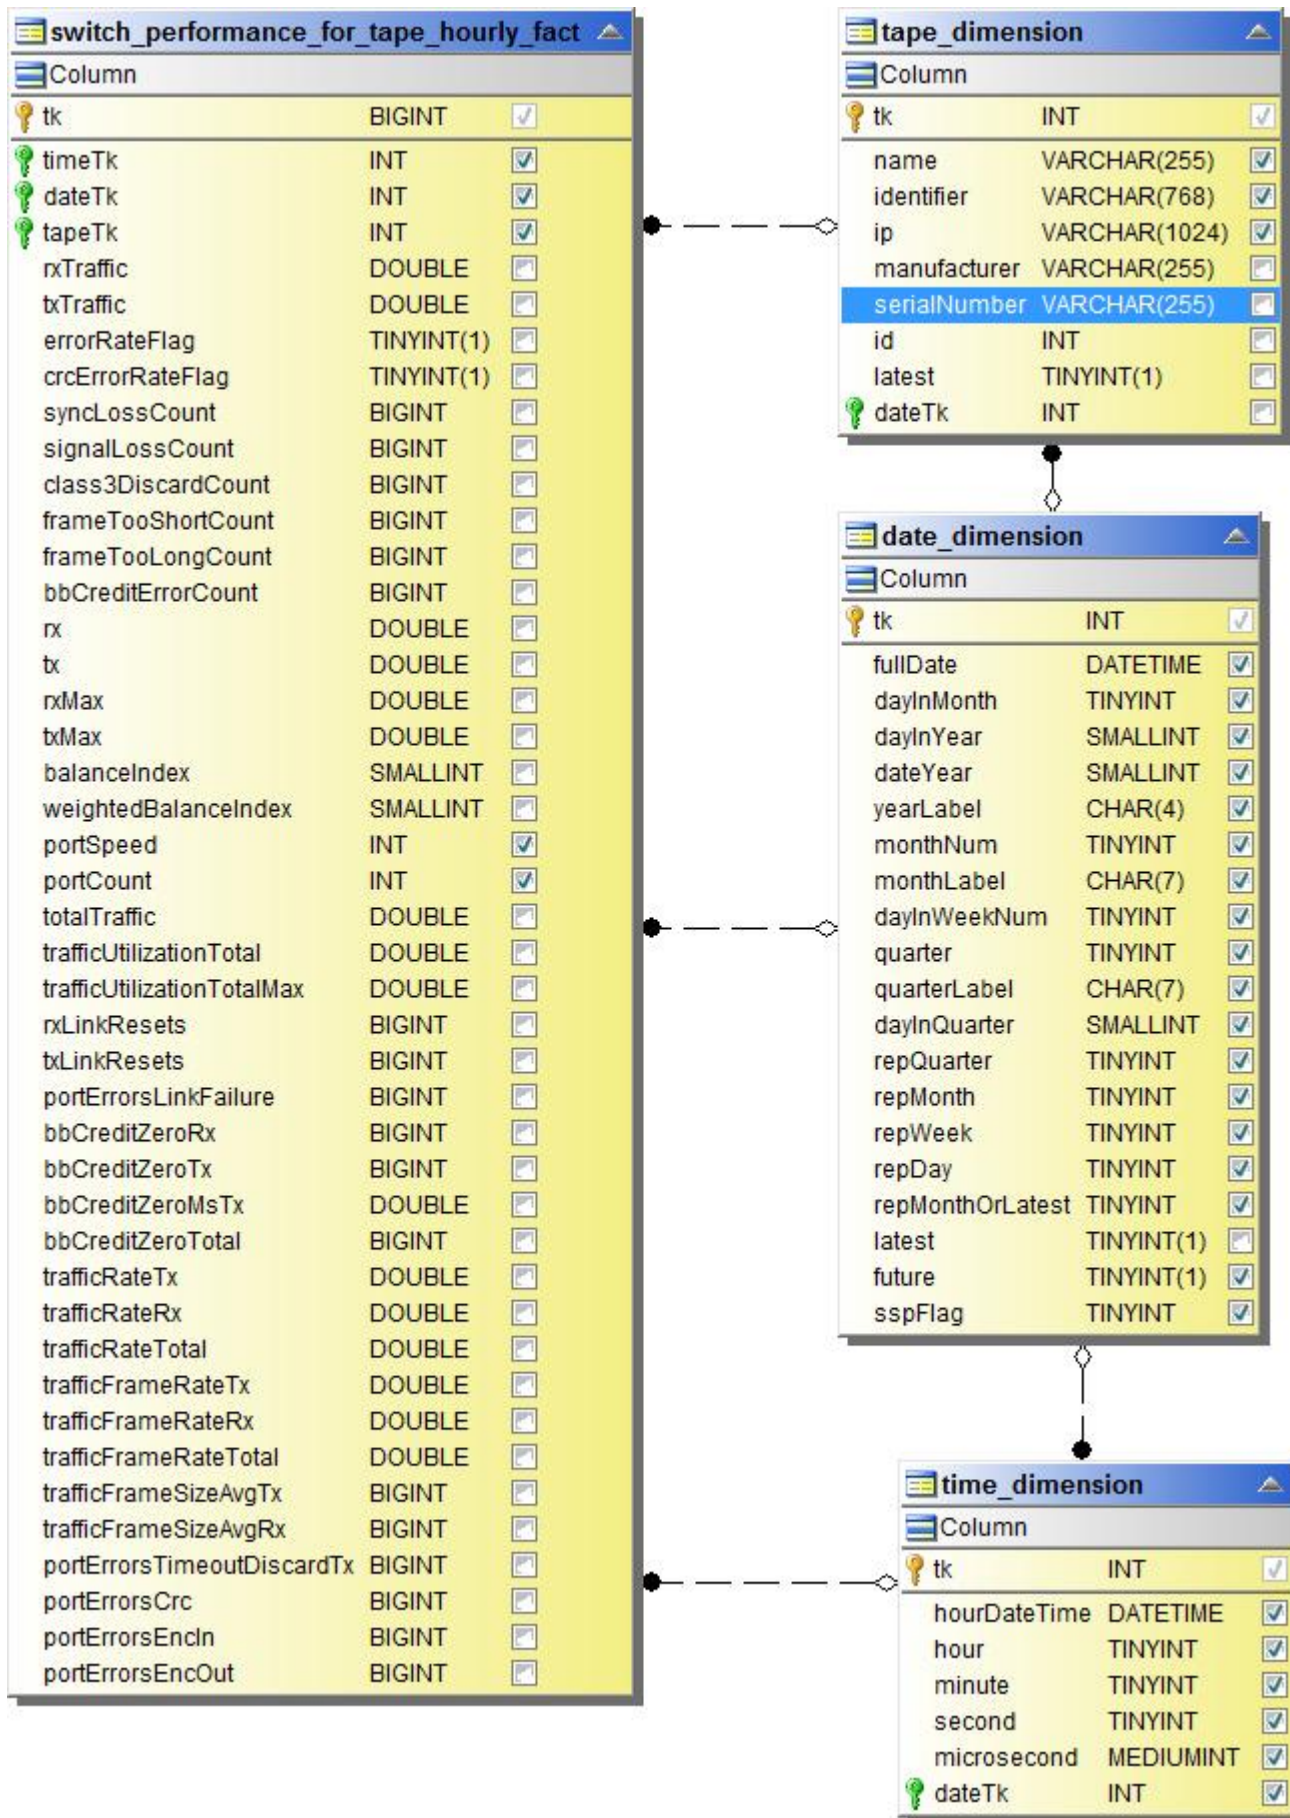 switch_performance_for_tape_hourly_fact
Column
tk BIGINT
timeTk INT
dateTk INT
tapeTk INT
rxTraffic DOUBLE
txTraffic DOUBLE
errorRateFlag TINYINT(1)
crcErrorRateFlag TINYINT(1)
syncLossCount BIGINT
signalLossCount BIGINT
class3DiscardCount BIGINT
frameTooShortCount BIGINT
frameTooLongCount BIGINT
bbCreditErrorCount BIGINT
rx DOUBLE
tx DOUBLE
rxMax DOUBLE
txMax DOUBLE
balanceIndex SMALLINT
weightedBalanceIndex SMALLINT
portSpeed INT
portCount INT
totalTraffic DOUBLE
trafficUtilizationTotal DOUBLE
trafficUtilizationTotalMax DOUBLE
rxLinkResets BIGINT
txLinkResets BIGINT
portErrorsLinkFailure BIGINT
bbCreditZeroRx BIGINT
bbCreditZeroTx BIGINT
bbCreditZeroMsTx DOUBLE
bbCreditZeroTotal BIGINT
trafficRateTx DOUBLE
trafficRateRx DOUBLE
trafficRateTotal DOUBLE
trafficFrameRateTx DOUBLE
trafficFrameRateRx DOUBLE
trafficFrameRateTotal DOUBLE
trafficFrameSizeAvgTx BIGINT
trafficFrameSizeAvgRx BIGINT
portErrorsTimeoutDiscardTx BIGINT
portErrorsCrc BIGINT
portErrorsEncIn BIGINT
portErrorsEncOut BIGINT
tape_dimension
Column
tk INT
name VARCHAR(255)
identifier VARCHAR(768)
ip VARCHAR(1024)
manufacturer VARCHAR(255)
serialNumber VARCHAR(255)
id INT
latest TINYINT(1)
dateTk INT
date_dimension
Column
tk INT
fullDate DATETIME
dayInMonth TINYINT
dayInYear SMALLINT
dateYear SMALLINT
yearLabel CHAR(4)
monthNum TINYINT
monthLabel CHAR(7)
dayInWeekNum TINYINT
quarter TINYINT
quarterLabel CHAR(7)
dayInQuarter SMALLINT
repQuarter TINYINT
repMonth TINYINT
repWeek TINYINT
repDay TINYINT
repMonthOrLatest TINYINT
latest TINYINT(1)
future TINYINT(1)
sspFlag TINYINT
time_dimension
Column
tk INT
hourDateTime DATETIME
hour TINYINT
minute TINYINT
second TINYINT
microsecond MEDIUMINT
dateTk INT